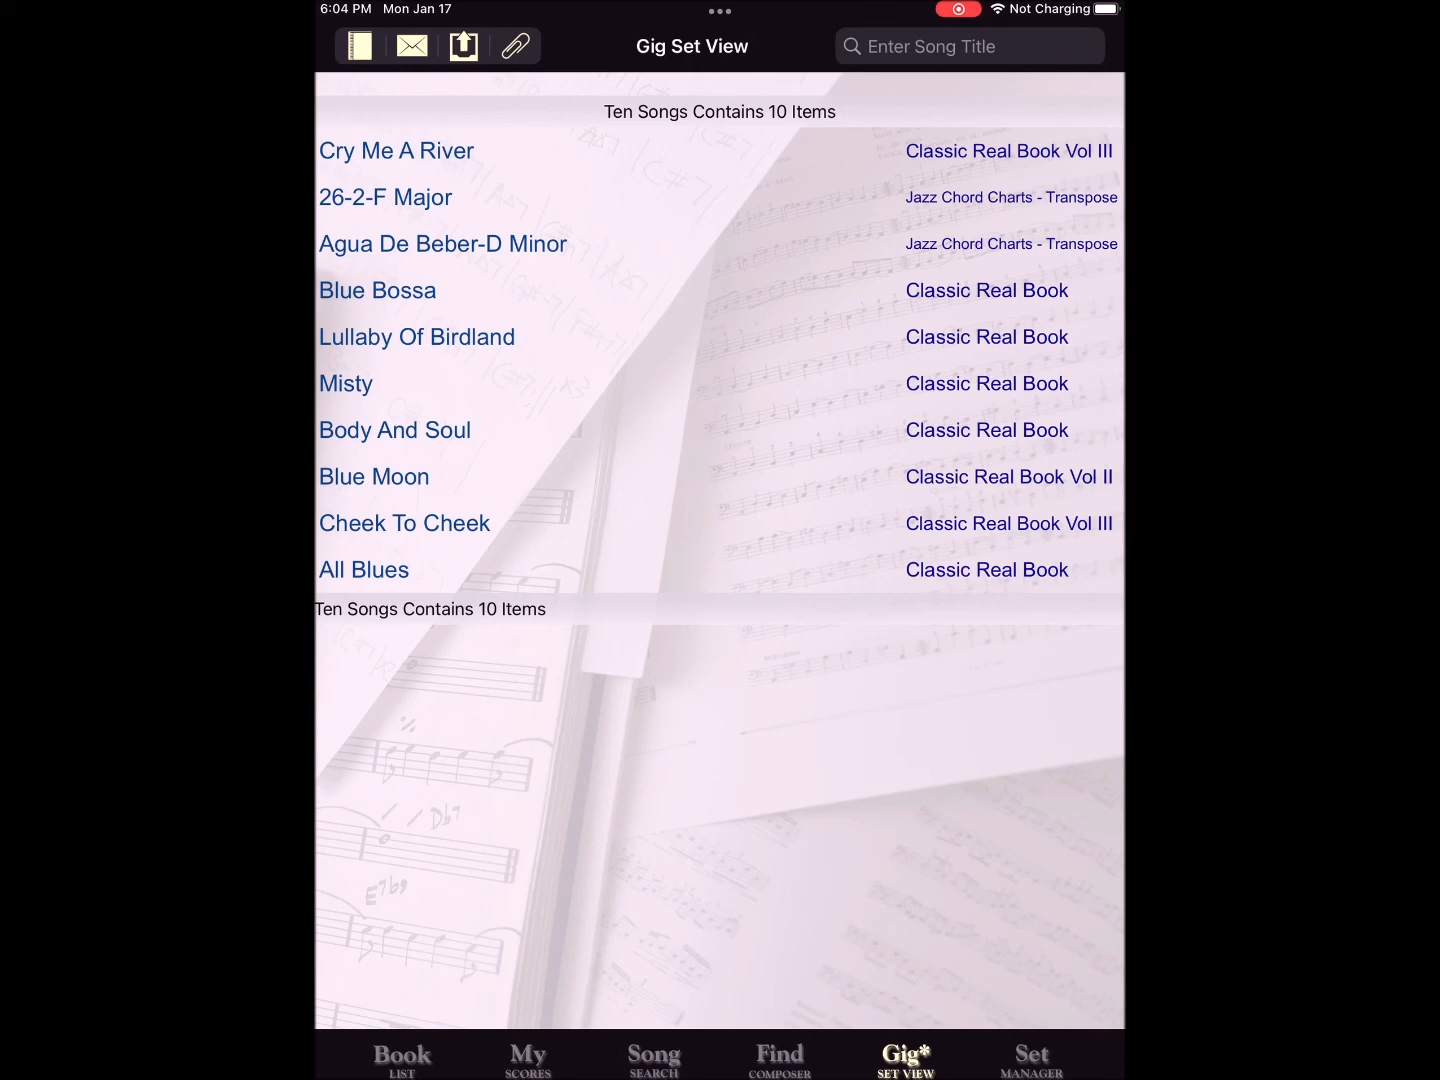 6:04 PM Mon Jan 17
Not Charging
Gig Set View
Enter Song Title
Ten Songs Contains 10 Items
Cry Me A River Classic Real Book Vol III
26-2-F Major Jazz Chord Charts - Transpose
Agua De Beber-D Minor Jazz Chord Charts - Transpose
Blue Bossa Classic Real Book
Lullaby Of Birdland Classic Real Book
Misty Classic Real Book
Body And Soul Classic Real Book
Blue Moon Classic Real Book Vol II
Cheek To Cheek Classic Real Book Vol III
All Blues Classic Real Book
Ten Songs Contains 10 Items
Db7
E7b9
Book LIST
My SCORES
Song SEARCH
Find COMPOSER
Gig* SET VIEW
Set MANAGER